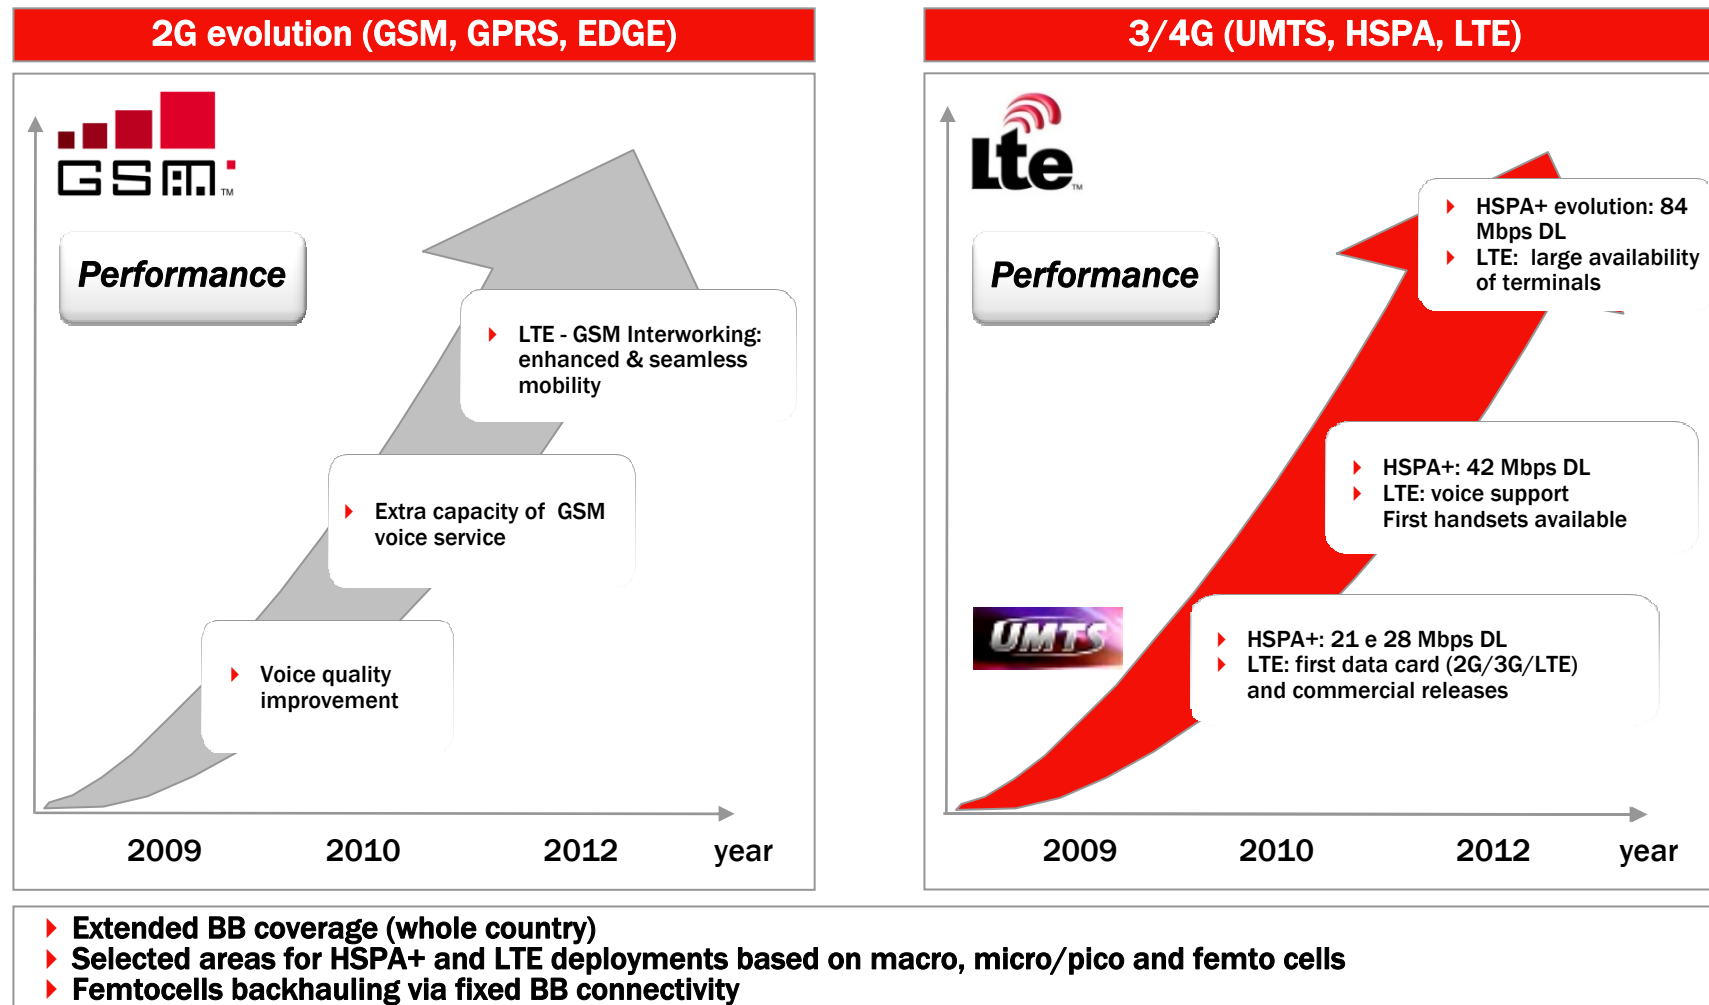 2G evolution (GSM, GPRS, EDGE)
GSM TM
Performance
LTE - GSM Interworking:
enhanced & seamless
mobility
Extra capacity of GSM
voice service
Voice quality
improvement
2009 2010 2012 year
3/4G (UMTS, HSPA, LTE)
Lte TM
Performance
HSPA+ evolution: 84
Mbps DL
LTE: large availability
of terminals
HSPA+: 42 Mbps DL
LTE: voice support
First handsets available
UMTS
HSPA+: 21 e 28 Mbps DL
LTE: first data card (2G/3G/LTE)
and commercial releases
2009 2010 2012 year
Extended BB coverage (whole country)
Selected areas for HSPA+ and LTE deployments based on macro, micro/pico and femto cells
Femtocells backhauling via fixed BB connectivity